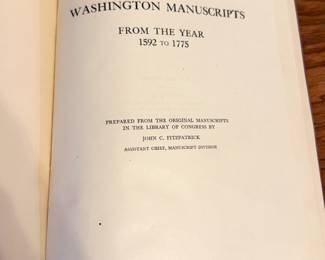 WASHINGTON MANUSCRIPTS
FROM THE YEAR
1592 TO 1775
PREPARED FROM THE ORIGINAL MANUSCRIPTS
IN THE LIBRARY OF CONGRESS BY
JOHN C. FITZPATRICK
ASSISTANT CHIEF, MANUSCRIPT DIVISION